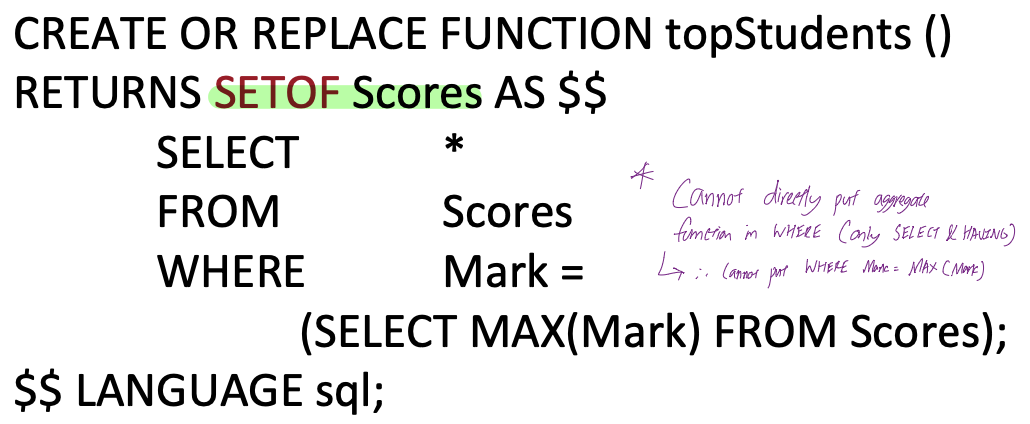 CREATE OR REPLACE FUNCTION topStudents ()
RETURNS SETOF Scores AS $$
SELECT *
FROM Scores
WHERE Mark =
(SELECT MAX(Mark) FROM Scores);
$$ LANGUAGE sql;
* Cannot directly put aggregate
function in WHERE (only SELECT & HAVING)
↳ ∴ Cannot put WHERE Mark = MAX (Mark)